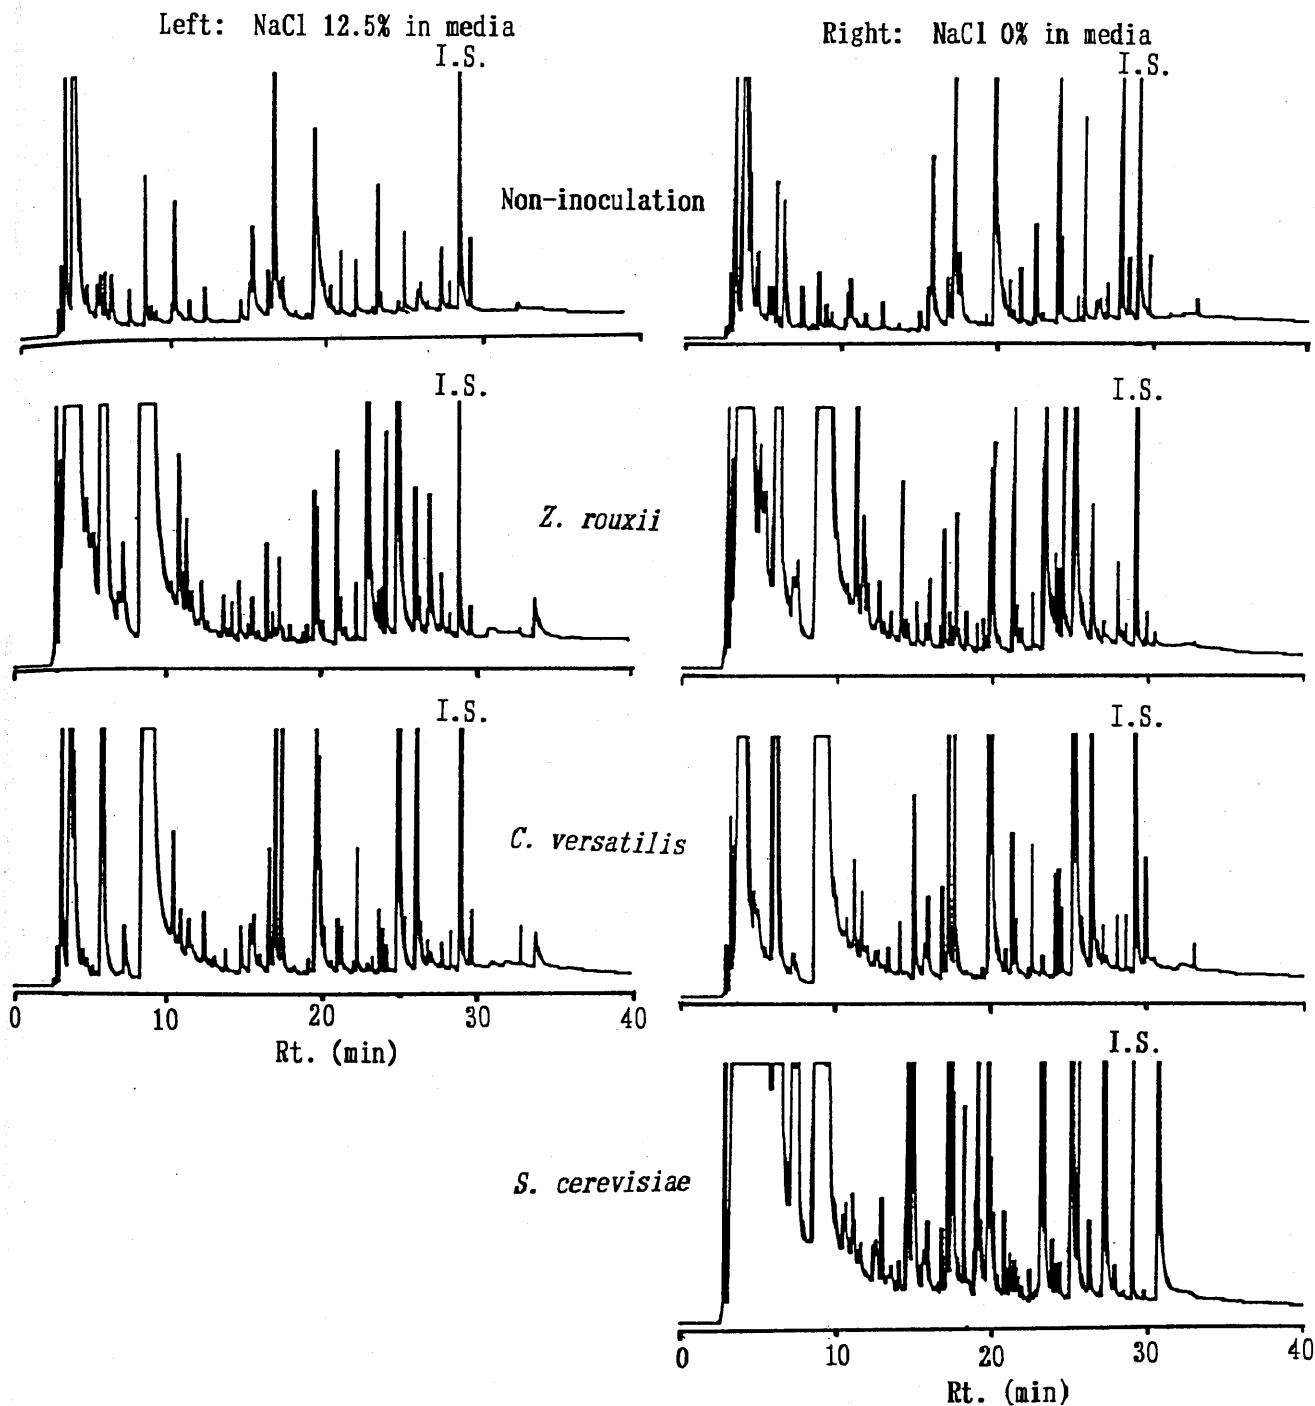 Left: NaCl 12.5% in media
Right: NaCl 0% in media
I.S.
I.S.
Non-inoculation
I.S.
I.S.
Z. rouxii
I.S.
I.S.
C. versatilis
0 10 20 30 40
Rt. (min)
I.S.
S. cerevisiae
0 10 20 30 40
Rt. (min)